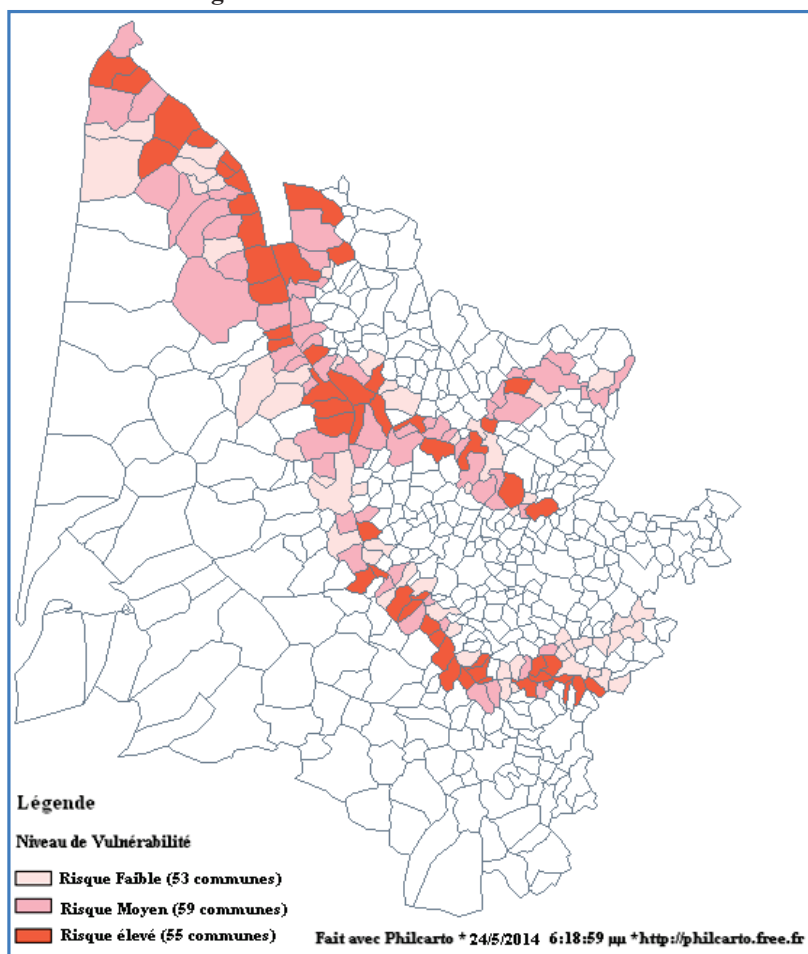 Légende
Niveau de Vulnérabilité
Risque Faible (53 communes)
Risque Moyen (59 communes)
Risque élevé (55 communes)
Fait avec Philcarto * 24/5/2014 6:18:59 μμ *http://philcarto.free.fr